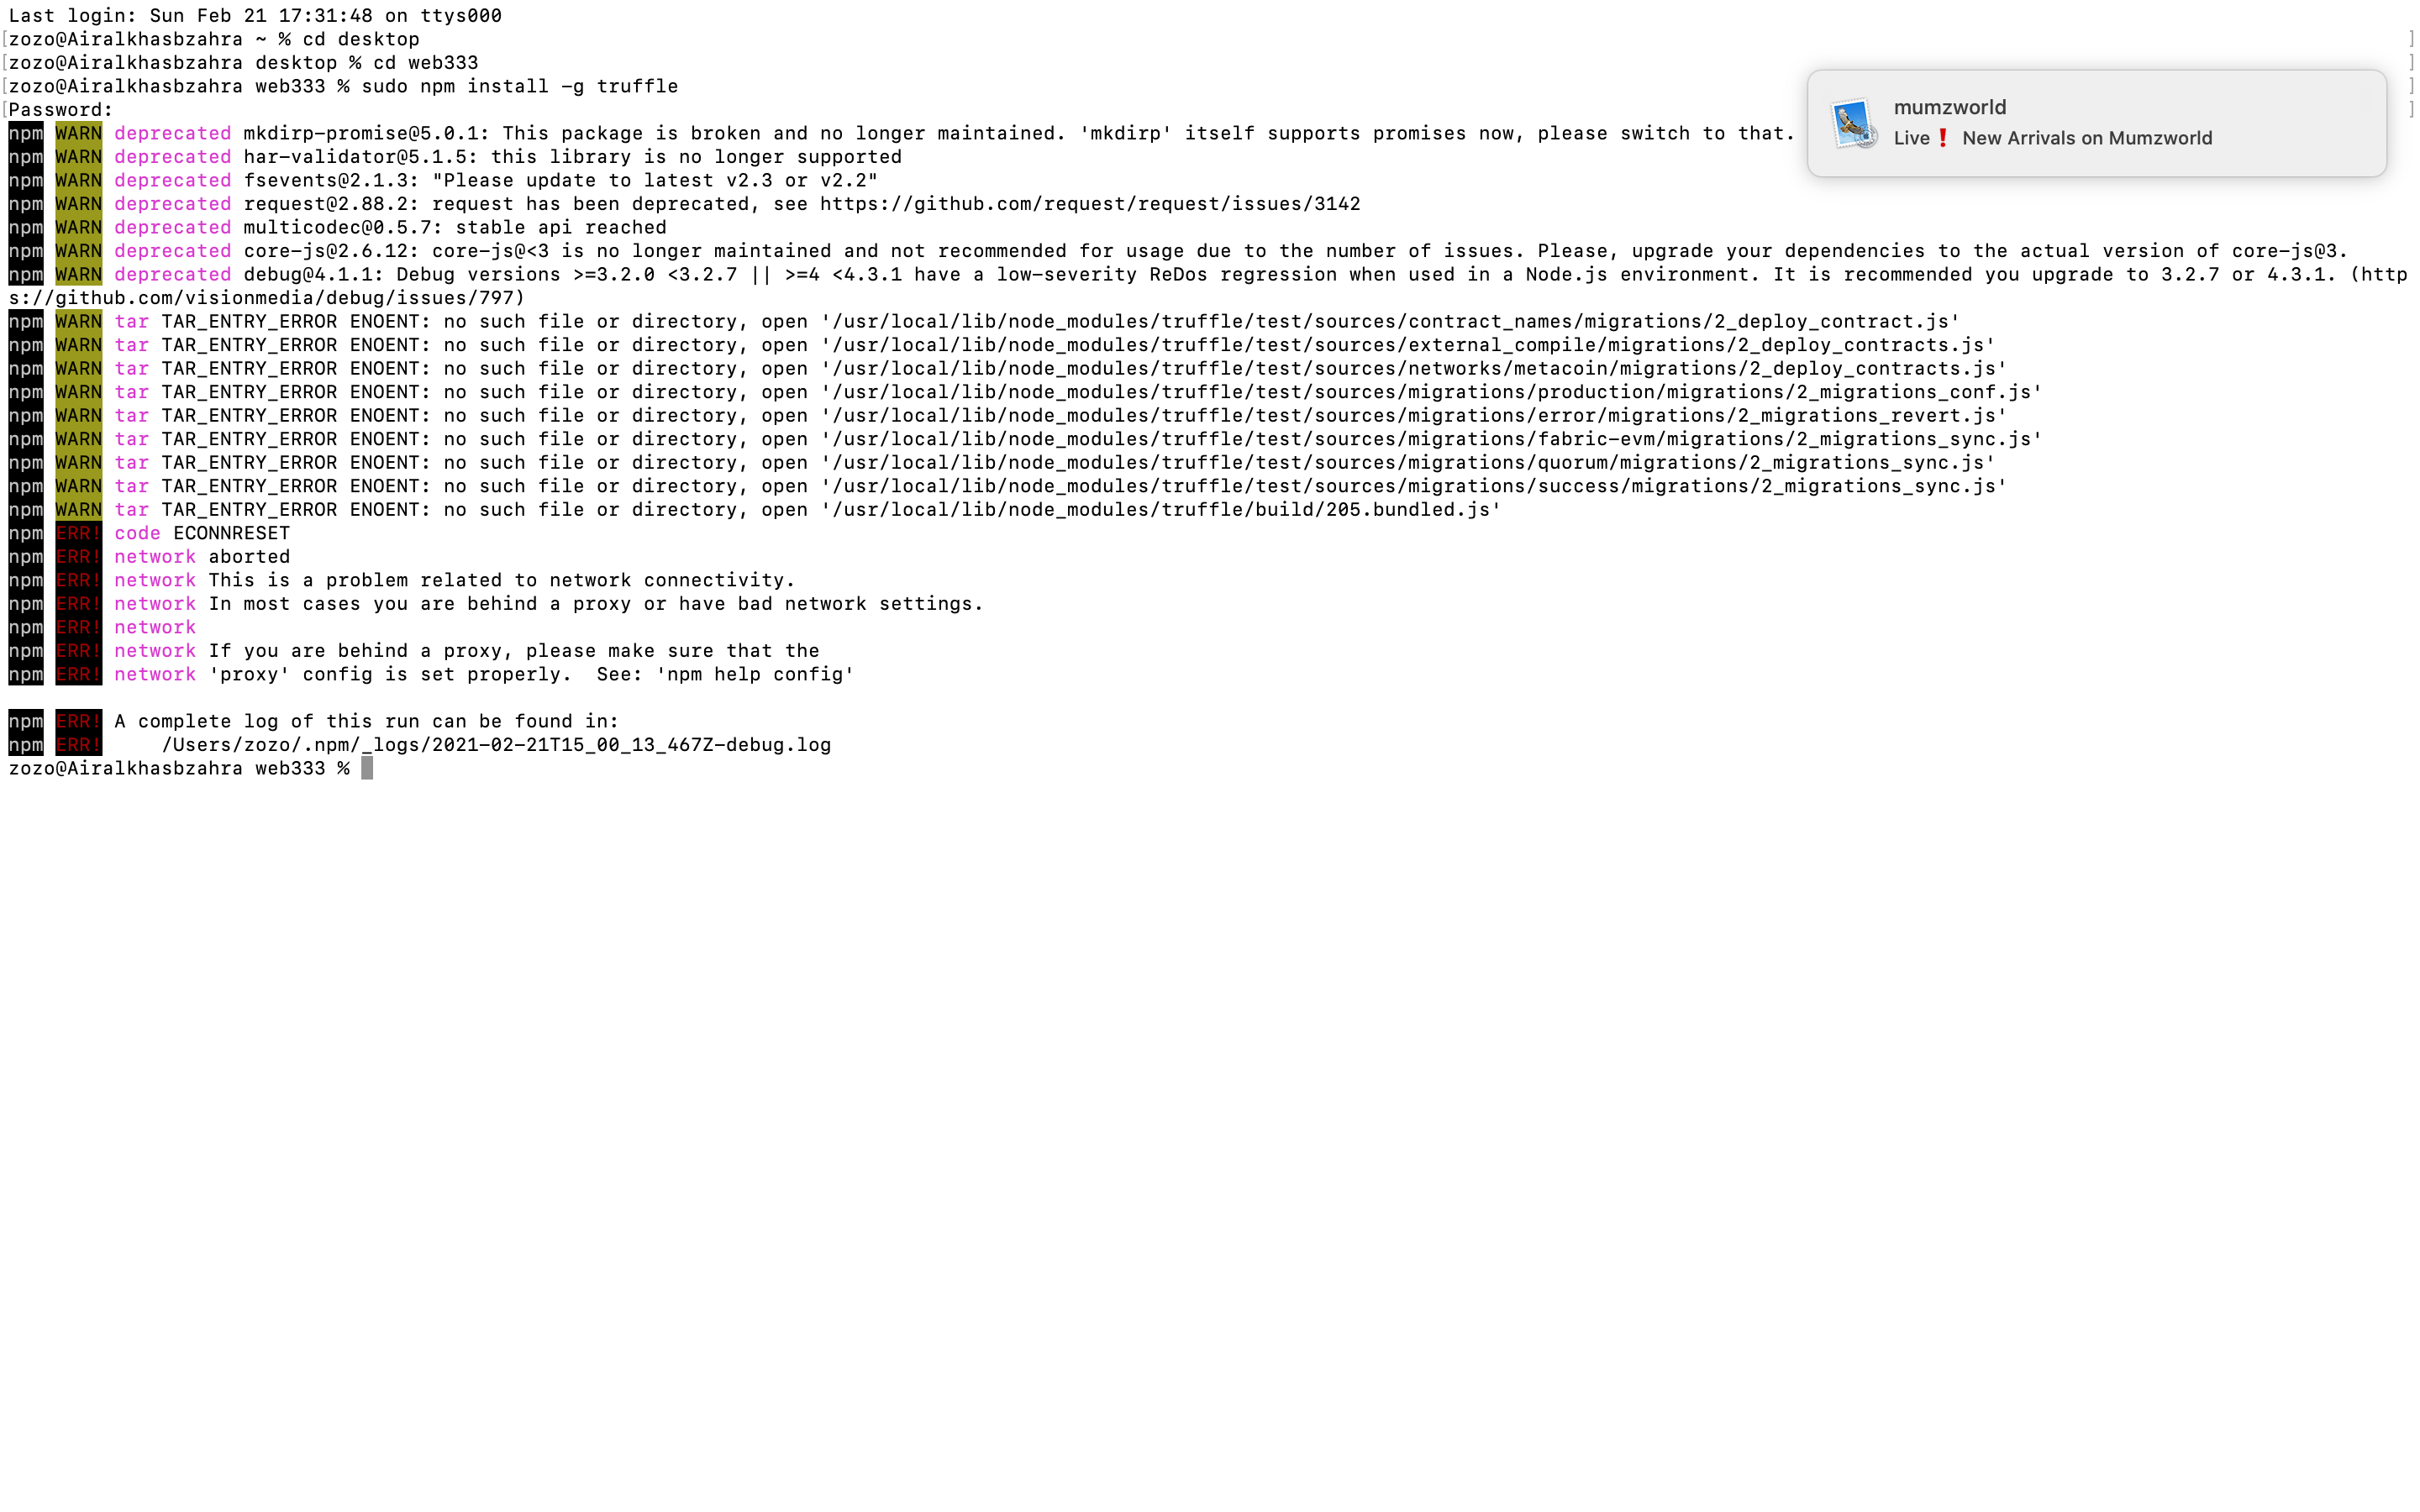 Last login: Sun Feb 21 17:31:48 on ttys000
[zozo@Airalkhasbzahra ~ % cd desktop ]
[zozo@Airalkhasbzahra desktop % cd web333 ]
[zozo@Airalkhasbzahra web333 % sudo npm install -g truffle ]
[Password: ]
mumzworld
Live❗ New Arrivals on Mumzworld
npm WARN deprecated mkdirp-promise@5.0.1: This package is broken and no longer maintained. 'mkdirp' itself supports promises now, please switch to that.
npm WARN deprecated har-validator@5.1.5: this library is no longer supported
npm WARN deprecated fsevents@2.1.3: "Please update to latest v2.3 or v2.2"
npm WARN deprecated request@2.88.2: request has been deprecated, see https://github.com/request/request/issues/3142
npm WARN deprecated multicodec@0.5.7: stable api reached
npm WARN deprecated core-js@2.6.12: core-js@<3 is no longer maintained and not recommended for usage due to the number of issues. Please, upgrade your dependencies to the actual version of core-js@3.
npm WARN deprecated debug@4.1.1: Debug versions >=3.2.0 <3.2.7 || >=4 <4.3.1 have a low-severity ReDos regression when used in a Node.js environment. It is recommended you upgrade to 3.2.7 or 4.3.1. (http
s://github.com/visionmedia/debug/issues/797)
npm WARN tar TAR_ENTRY_ERROR ENOENT: no such file or directory, open '/usr/local/lib/node_modules/truffle/test/sources/contract_names/migrations/2_deploy_contract.js'
npm WARN tar TAR_ENTRY_ERROR ENOENT: no such file or directory, open '/usr/local/lib/node_modules/truffle/test/sources/external_compile/migrations/2_deploy_contracts.js'
npm WARN tar TAR_ENTRY_ERROR ENOENT: no such file or directory, open '/usr/local/lib/node_modules/truffle/test/sources/networks/metacoin/migrations/2_deploy_contracts.js'
npm WARN tar TAR_ENTRY_ERROR ENOENT: no such file or directory, open '/usr/local/lib/node_modules/truffle/test/sources/migrations/production/migrations/2_migrations_conf.js'
npm WARN tar TAR_ENTRY_ERROR ENOENT: no such file or directory, open '/usr/local/lib/node_modules/truffle/test/sources/migrations/error/migrations/2_migrations_revert.js'
npm WARN tar TAR_ENTRY_ERROR ENOENT: no such file or directory, open '/usr/local/lib/node_modules/truffle/test/sources/migrations/fabric-evm/migrations/2_migrations_sync.js'
npm WARN tar TAR_ENTRY_ERROR ENOENT: no such file or directory, open '/usr/local/lib/node_modules/truffle/test/sources/migrations/quorum/migrations/2_migrations_sync.js'
npm WARN tar TAR_ENTRY_ERROR ENOENT: no such file or directory, open '/usr/local/lib/node_modules/truffle/test/sources/migrations/success/migrations/2_migrations_sync.js'
npm WARN tar TAR_ENTRY_ERROR ENOENT: no such file or directory, open '/usr/local/lib/node_modules/truffle/build/205.bundled.js'
npm ERR! code ECONNRESET
npm ERR! network aborted
npm ERR! network This is a problem related to network connectivity.
npm ERR! network In most cases you are behind a proxy or have bad network settings.
npm ERR! network
npm ERR! network If you are behind a proxy, please make sure that the
npm ERR! network 'proxy' config is set properly.  See: 'npm help config'
npm ERR! A complete log of this run can be found in:
npm ERR!     /Users/zozo/.npm/_logs/2021-02-21T15_00_13_467Z-debug.log
zozo@Airalkhasbzahra web333 %